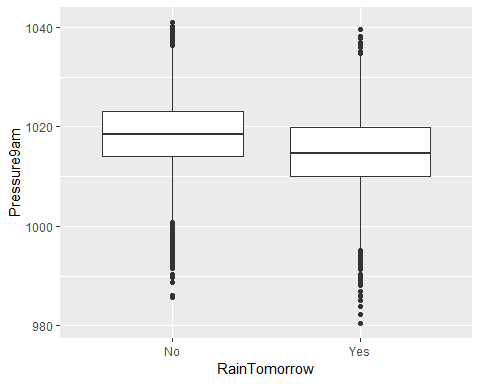 1040
1020
1000
980
Pressure9am
No
Yes
RainTomorrow